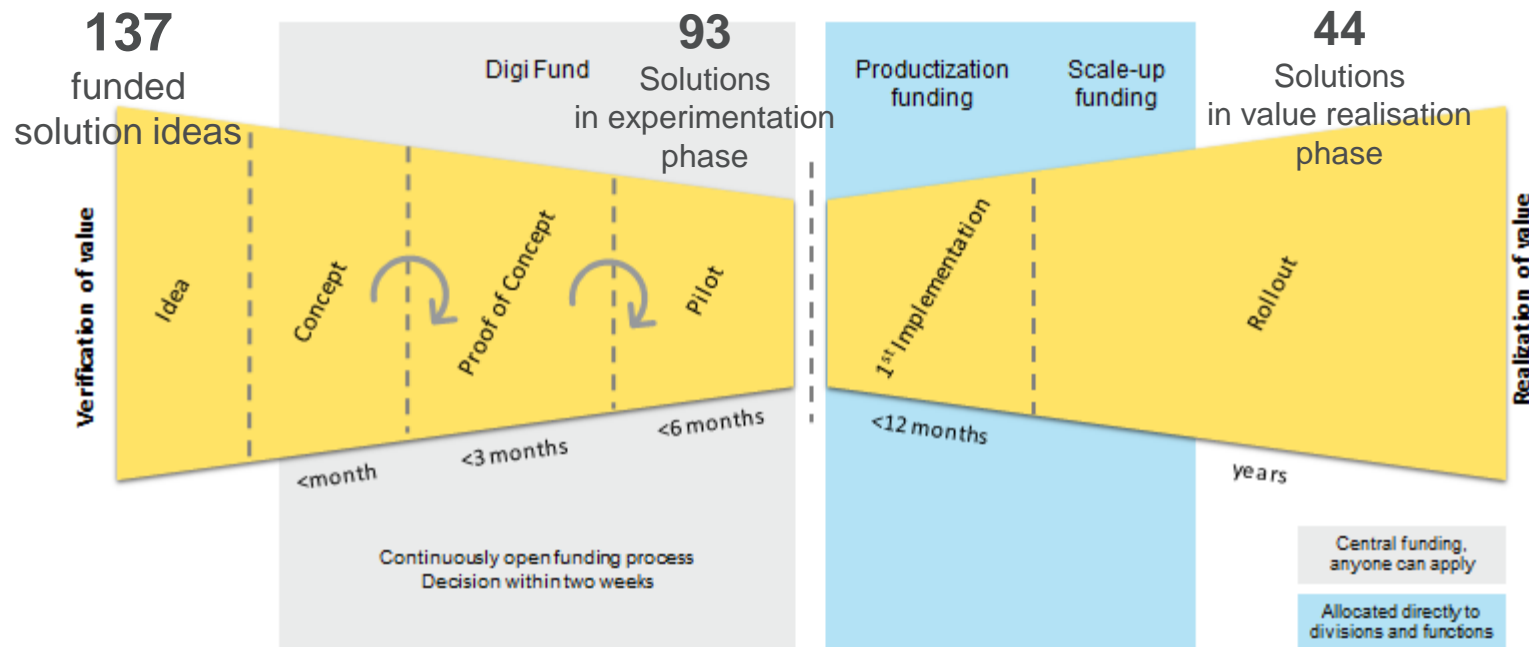 137
funded
solution ideas
Digi Fund
93
Solutions
in experimentation
phase
Productization
funding
Scale-up
funding
44
Solutions
in value realisation
phase
Verification of value
Idea
Concept
Proof of Concept
Pilot
1st Implementation
Rollout
Realization of value
<month
<3 months
<6 months
<12 months
years
Continuously open funding process
Decision within two weeks
Central funding,
anyone can apply
Allocated directly to
divisions and functions